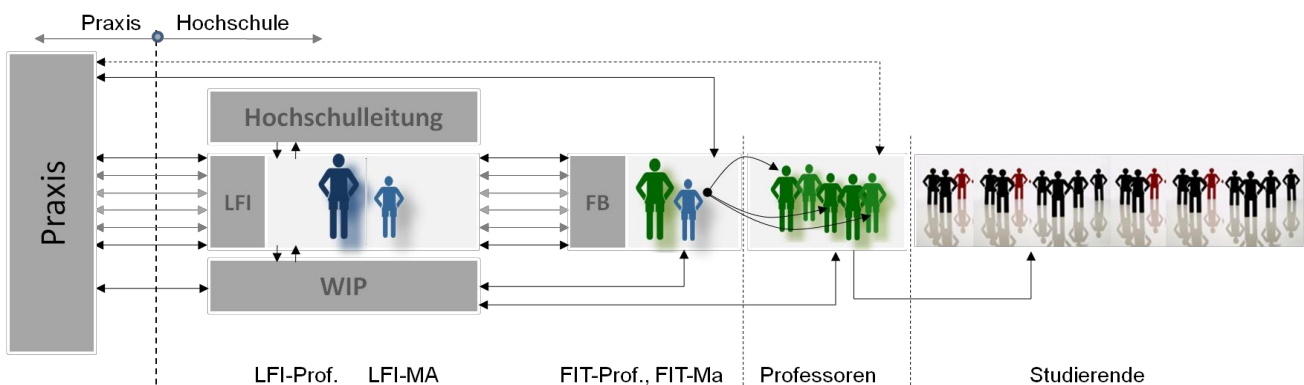 Praxis
Hochschule
Praxis
Hochschulleitung
LFI
FB
WIP
LFI-Prof.
LFI-MA
FIT-Prof., FIT-Ma
Professoren
Studierende